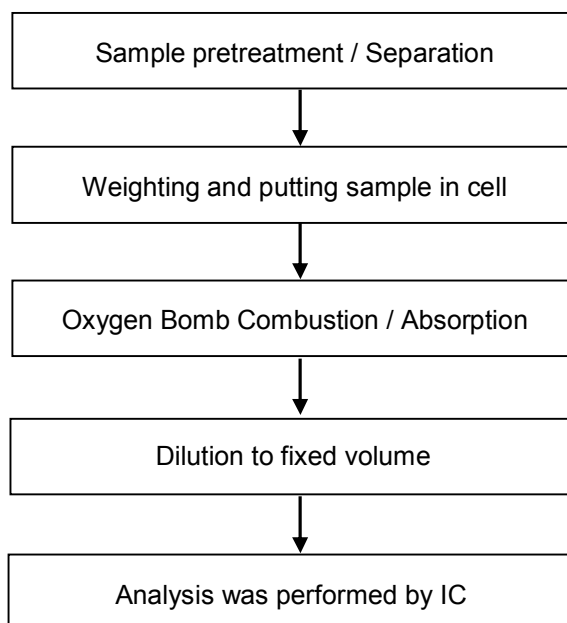 Sample pretreatment / Separation
Weighting and putting sample in cell
Oxygen Bomb Combustion / Absorption
Dilution to fixed volume
Analysis was performed by IC